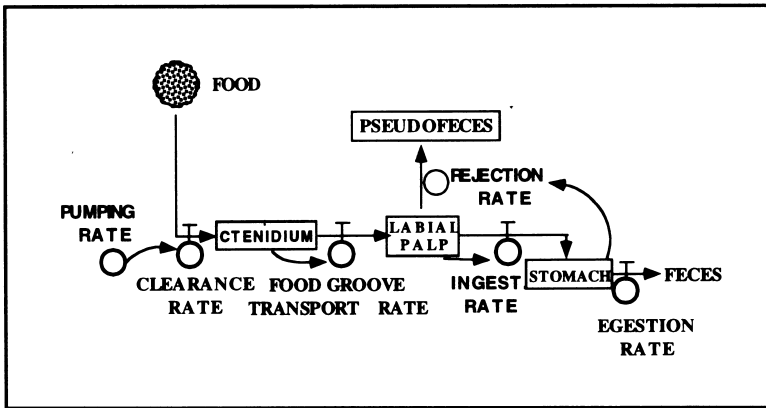 FOOD
PSEUDOFECES
REJECTION
RATE
PUMPING
RATE
CTENIDIUM
LABIAL
PALP
CLEARANCE
RATE
FOOD GROOVE
TRANSPORT RATE
INGEST.
RATE
STOMACH
FECES
EGESTION
RATE